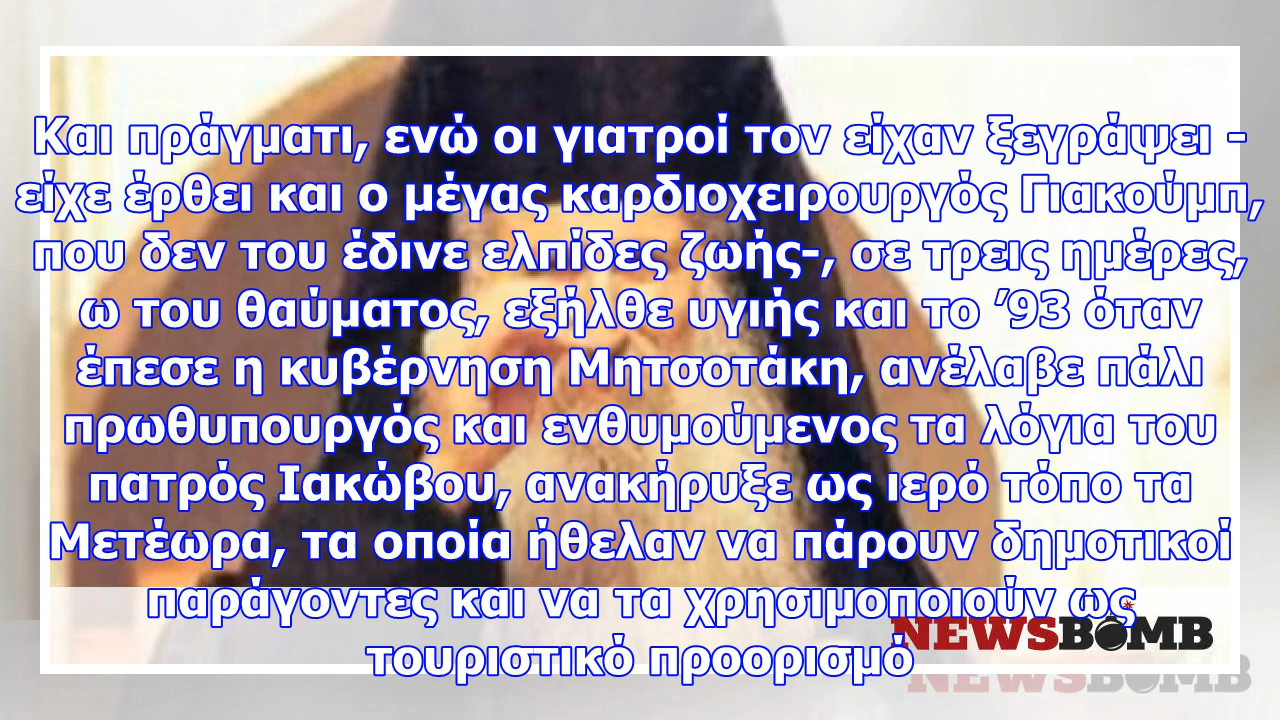 Και πράγματι, ενώ οι γιατροί τον είχαν ξεγράψει -
είχε έρθει και ο μέγας καρδιοχειρουργός Γιακούμπ,
που δεν του έδινε ελπίδες ζωής-, σε τρεις ημέρες,
ω του θαύματος, εξήλθε υγιής και το ’93 όταν
έπεσε η κυβέρνηση Μητσοτάκη, ανέλαβε πάλι
πρωθυπουργός και ενθυμούμενος τα λόγια του
πατρός Ιακώβου, ανακήρυξε ως ιερό τόπο τα
Μετέωρα, τα οποία ήθελαν να πάρουν δημοτικοί
παράγοντες και να τα χρησιμοποιούν ως
τουριστικό προορισμό
NEWSBOMB
NEWSBOMB